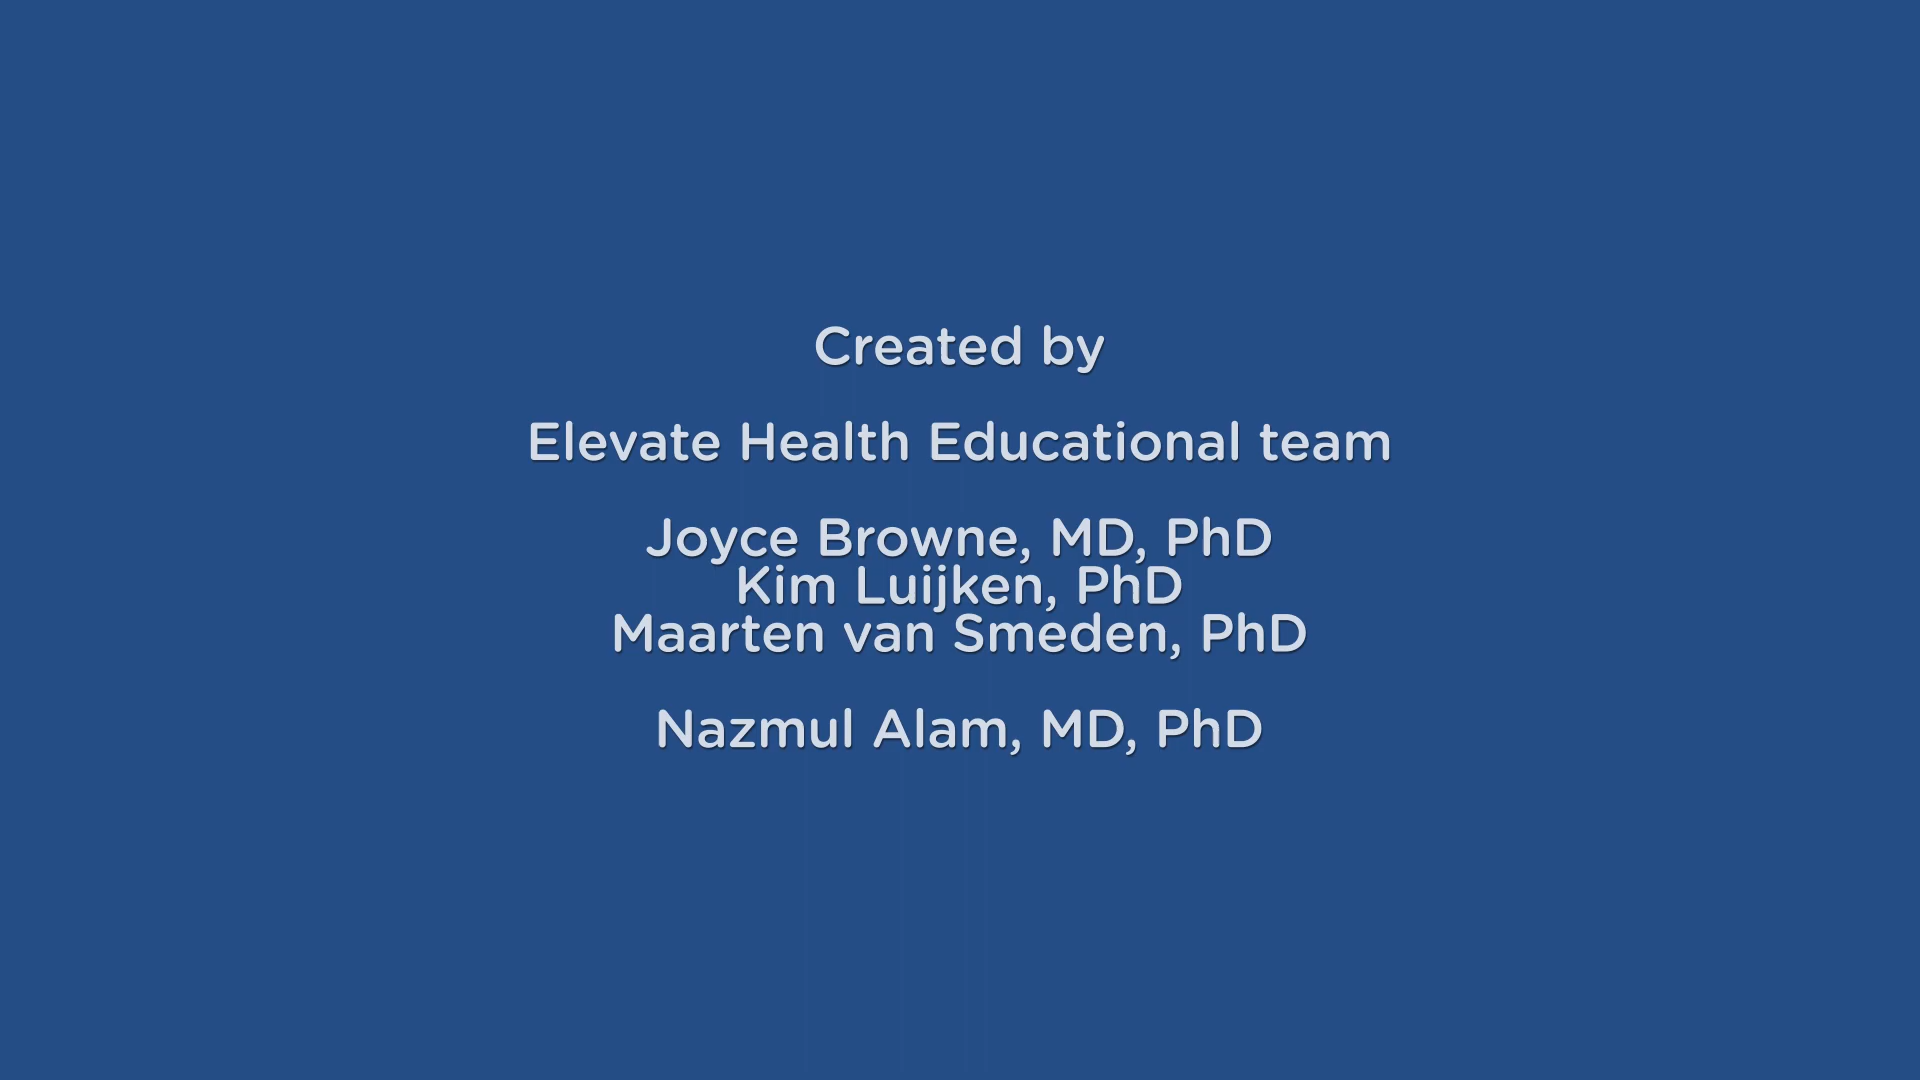 Created by
Elevate Health Educational team
Joyce Browne, MD, PhD
Kim Luijken, PhD
Maarten van Smeden, PhD
Nazmul Alam, MD, PhD